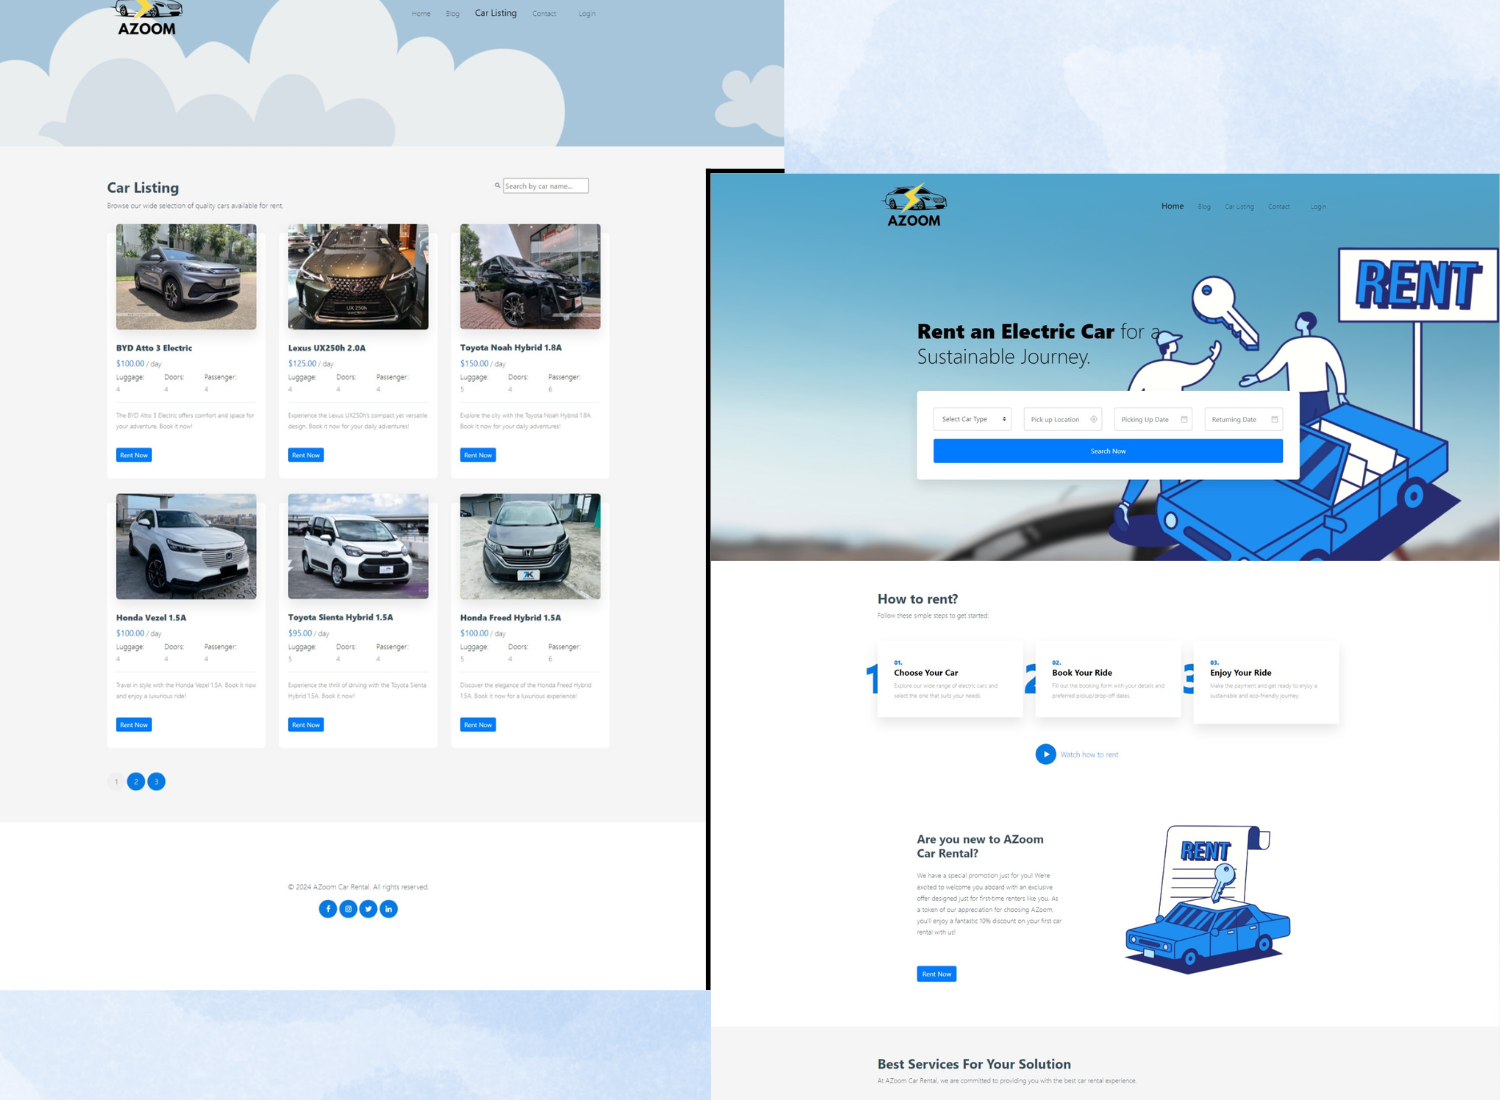 AZOOM
Home Blog Car Listing Contact Login
Car Listing
Search by car name...
Browse our wide selection of quality cars available for rent.
BYD Atto 3 Electric
$100.00 / day
Luggage: Doors: Passenger:
4 4 4
The BYD Atto 3 Electric offers comfort and space for
your adventure. Book it now!
Rent Now
UX 250h
Lexus UX250h 2.0A
$125.00 / day
Luggage: Doors: Passenger:
4 4 4
Experience the Lexus UX250h's compact yet versatile
design. Book it now for your daily adventures!
Rent Now
Toyota Noah Hybrid 1.8A
$150.00 / day
Luggage: Doors: Passenger:
5 4 6
Explore the city with the Toyota Noah Hybrid 1.8A.
Book it now for your daily adventures!
Rent Now
Honda Vezel 1.5A
$100.00 / day
Luggage: Doors: Passenger:
4 4 4
Travel in style with the Honda Vezel 1.5A. Book it now
and enjoy a luxurious ride!
Rent Now
Toyota Sienta Hybrid 1.5A
$95.00 / day
Luggage: Doors: Passenger:
5 4 4
Experience the thrill of driving with the Toyota Sienta
Hybrid 1.5A. Book it now!
Rent Now
Honda Freed Hybrid 1.5A
$100.00 / day
Luggage: Doors: Passenger:
5 4 6
Discover the elegance of the Honda Freed Hybrid
1.5A. Book it now for a luxurious experience!
Rent Now
1 2 3
© 2024 AZoom Car Rental. All rights reserved.
AZOOM
Home Blog Car Listing Contact Login
RENT
Rent an Electric Car for a
Sustainable Journey.
Select Car Type Pick up Location Picking Up Date Returning Date
Search Now
How to rent?
Follow these simple steps to get started:
1
01.
Choose Your Car
Explore our wide range of electric cars and
select the one that suits your needs.
2
02.
Book Your Ride
Fill out the booking form with your details and
preferred pickup/drop-off dates.
3
03.
Enjoy Your Ride
Make the payment and get ready to enjoy a
sustainable and eco-friendly journey.
Watch how to rent
Are you new to AZoom
Car Rental?
We have a special promotion just for you! We're
excited to welcome you aboard with an exclusive
offer designed just for first-time renters like you. As
a token of our appreciation for choosing AZoom,
you'll enjoy a fantastic 10% discount on your first car
rental with us!
Rent Now
RENT
Best Services For Your Solution
At AZoom Car Rental, we are committed to providing you with the best car rental experience